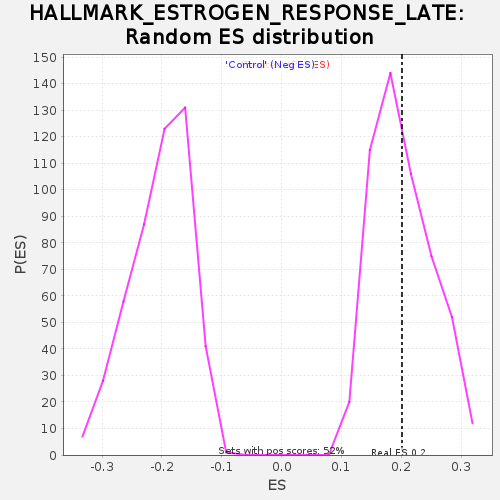 HALLMARK_ESTROGEN_RESPONSE_LATE:
Random ES distribution
'Control' (Neg ES) ES)
150
140
130
120
110
100
90
80
70
60
50
40
30
20
10
0
P(ES)
Sets with pos scores: 52%
Real ES 0.2
-0.3 -0.2 -0.1 0.0 0.1 0.2 0.3
ES